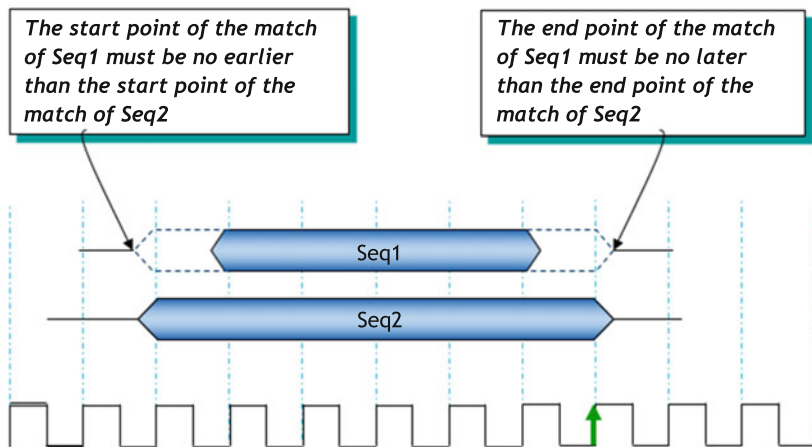 The start point of the match
of Seq1 must be no earlier
than the start point of the
match of Seq2
The end point of the match
of Seq1 must be no later
than the end point of the
match of Seq2
Seq1
Seq2